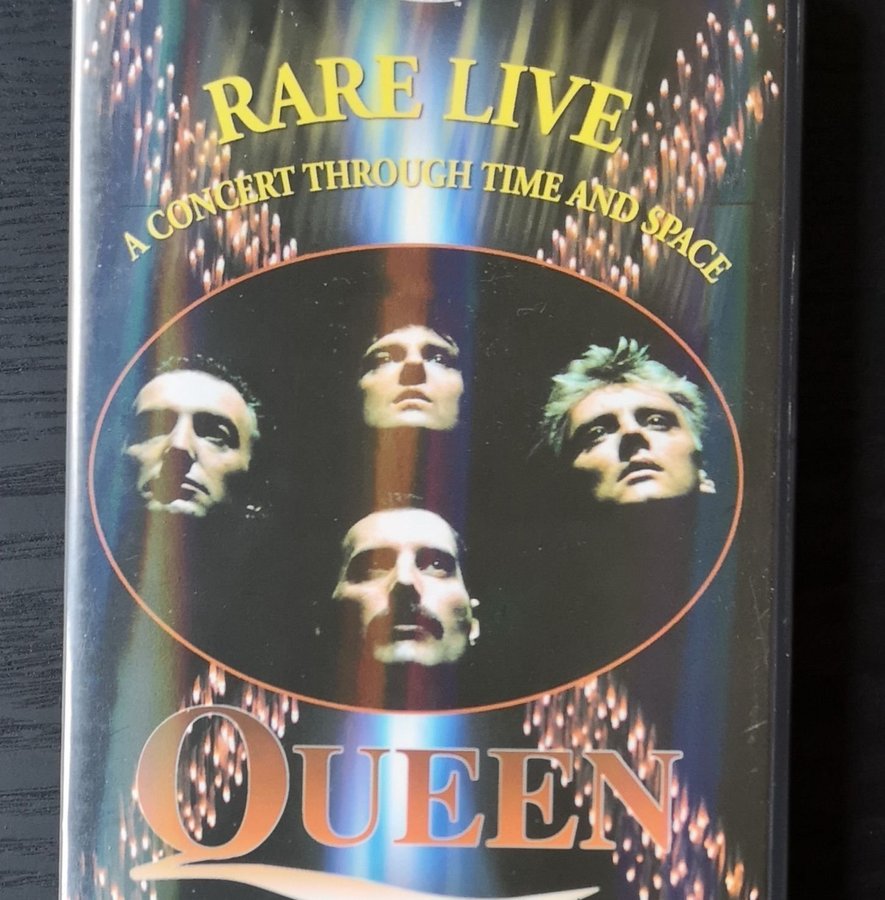 RARE LIVE
A CONCERT THROUGH TIME AND SPACE
QUEEN